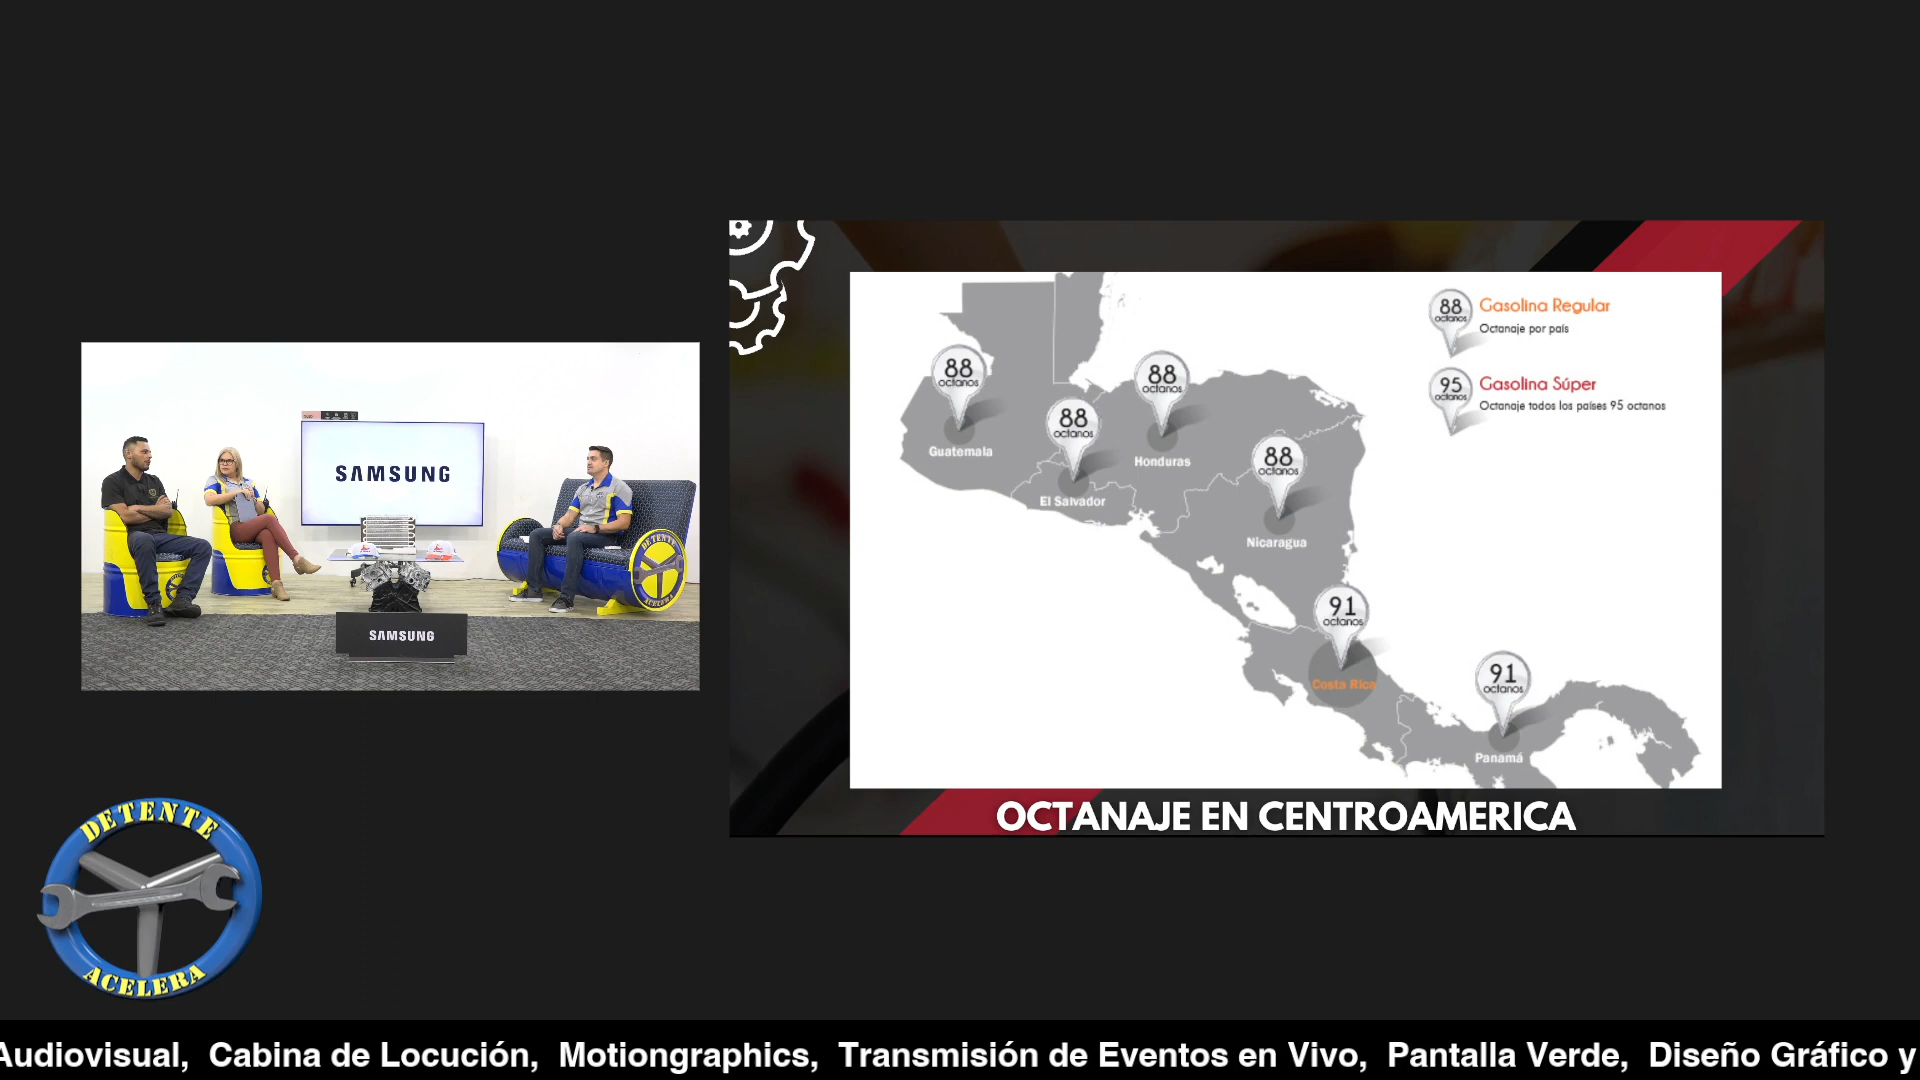 SAMSUNG
SAMSUNG
DETENTE
ACELERA
88
octanos
Guatemala
88
octanos
El Salvador
88
octanos
Honduras
88
octanos
Nicaragua
91
octanos
Costa Rica
91
octanos
Panamá
88
octanos
Gasolina Regular
Octanaje por país
95
octanos
Gasolina Súper
Octanaje todos los países 95 octanos
OCTANAJE EN CENTROAMERICA
DETENTE
ACELERA
Audiovisual, Cabina de Locución, Motiongraphics, Transmisión de Eventos en Vivo, Pantalla Verde, Diseño Gráfico y